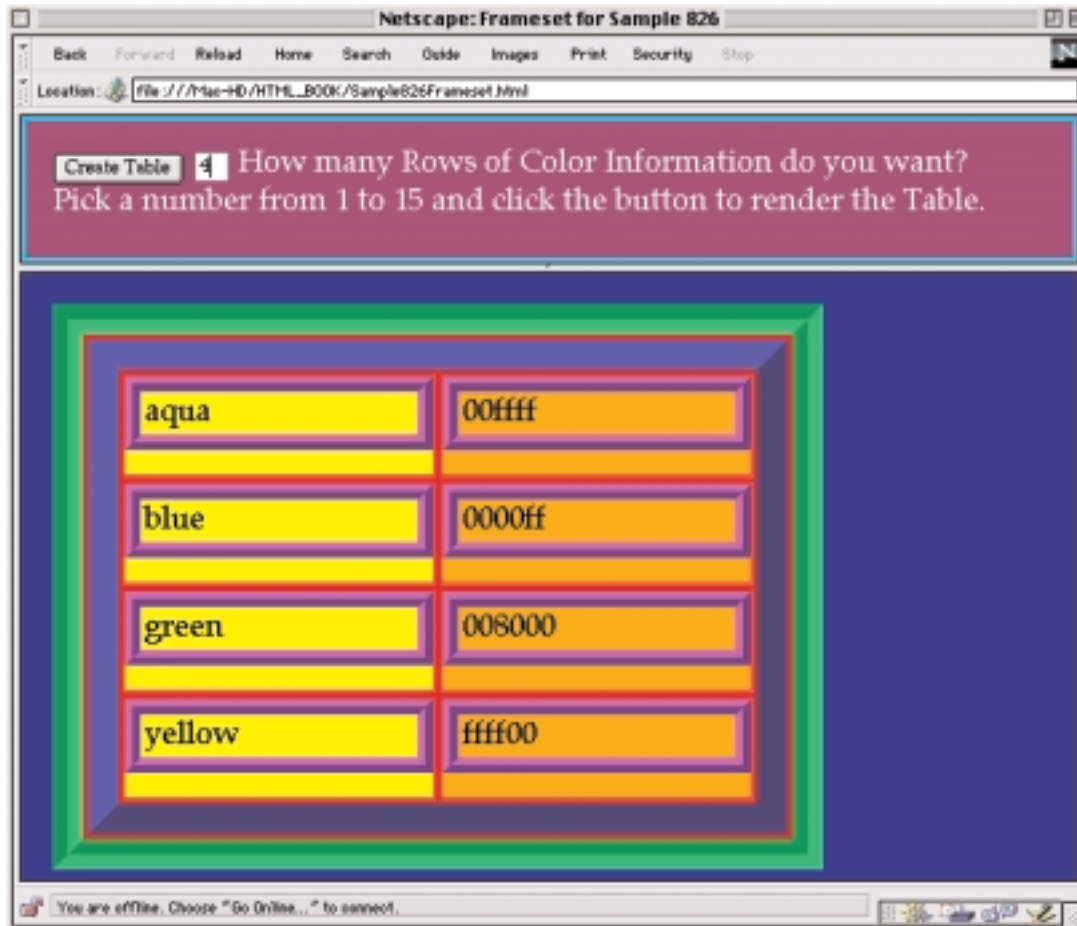 Netscape: Frameset for Sample 826
Back Forward Reload Home Search Guide Images Print Security Stop
Location: file:///Mac-HD/HTML_BOOK/Sample826Frameset.html
N
Create Table 4 How many Rows of Color Information do you want?
Pick a number from 1 to 15 and click the button to render the Table.
aqua 00ffff
blue 0000ff
green 008000
yellow ffff00
You are offline. Choose "Go Online..." to connect.